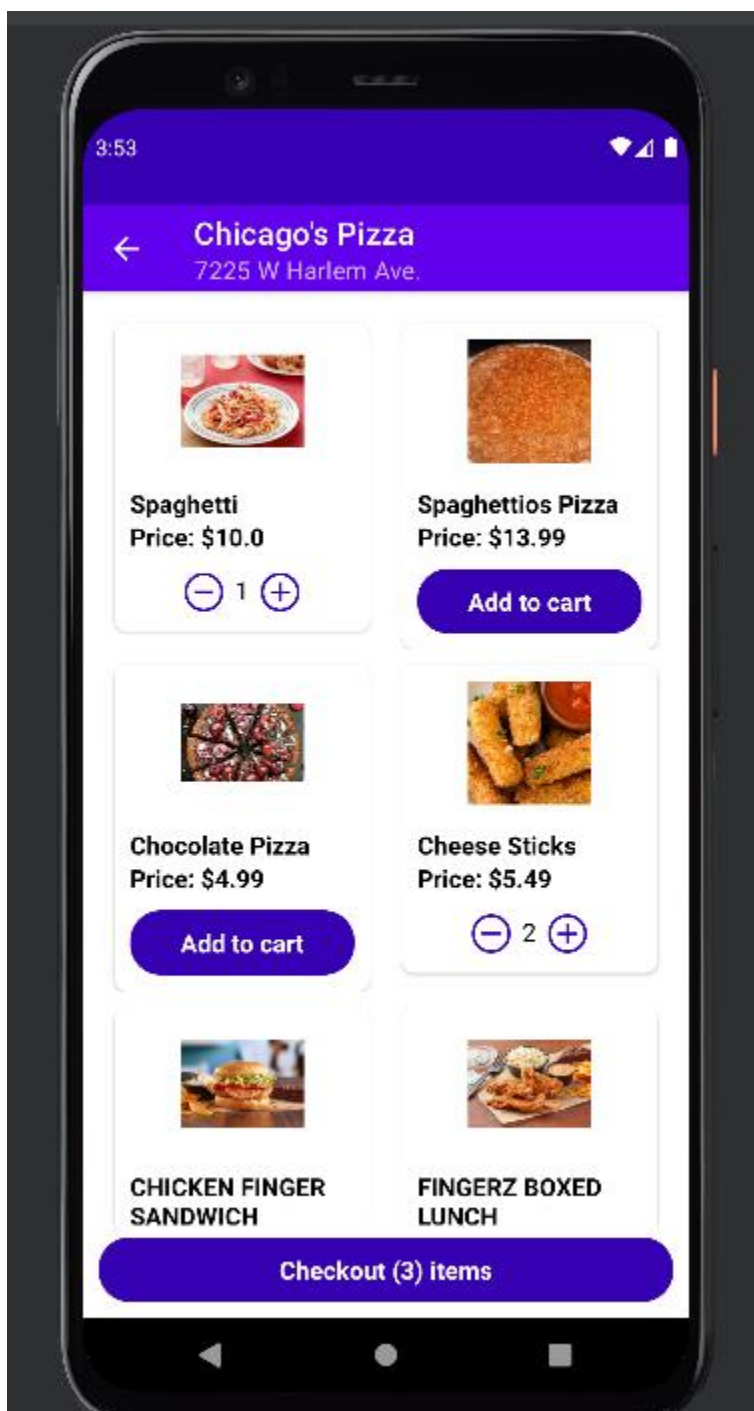 3:53
Chicago's Pizza
7225 W Harlem Ave.
Spaghetti
Price: $10.0
1
Spaghettios Pizza
Price: $13.99
Add to cart
Chocolate Pizza
Price: $4.99
Add to cart
Cheese Sticks
Price: $5.49
2
CHICKEN FINGER
SANDWICH
FINGERZ BOXED
LUNCH
Checkout (3) items